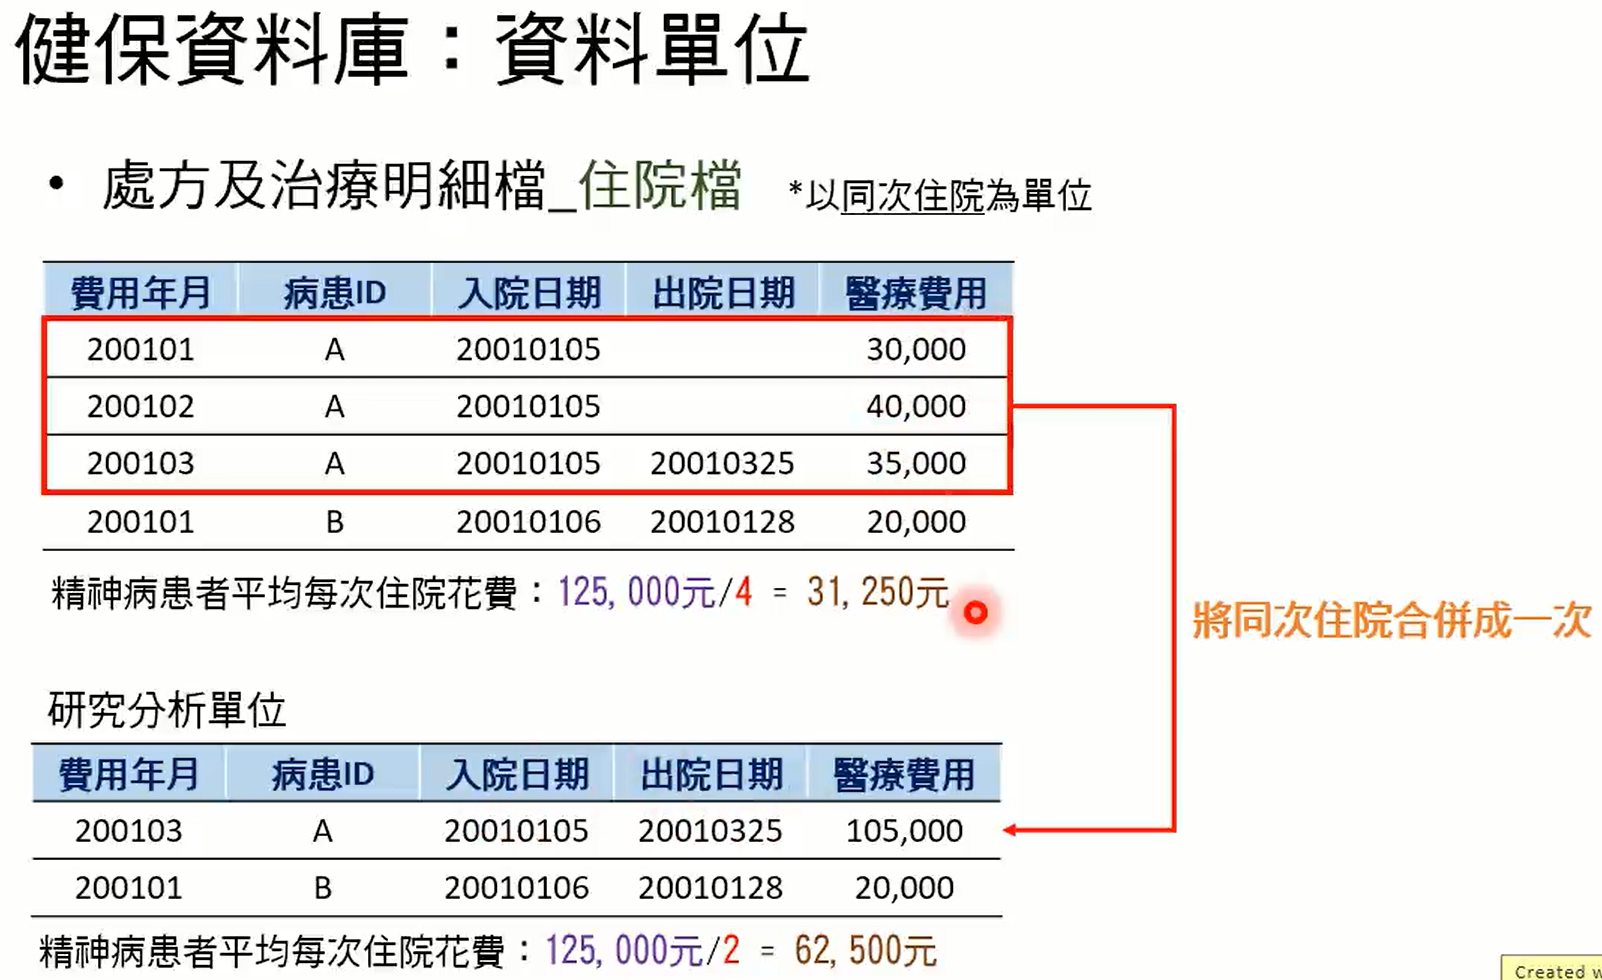 健保資料庫：資料單位
• 處方及治療明細檔_住院檔 *以同次住院為單位
費用年月 病患ID 入院日期 出院日期 醫療費用
200101 A 20010105 30,000
200102 A 20010105 40,000
200103 A 20010105 20010325 35,000
200101 B 20010106 20010128 20,000
精神病患者平均每次住院花費：125, 000元/4 = 31, 250元
將同次住院合併成一次
研究分析單位
費用年月 病患ID 入院日期 出院日期 醫療費用
200103 A 20010105 20010325 105,000
200101 B 20010106 20010128 20,000
精神病患者平均每次住院花費：125, 000元/2 = 62, 500元
Created